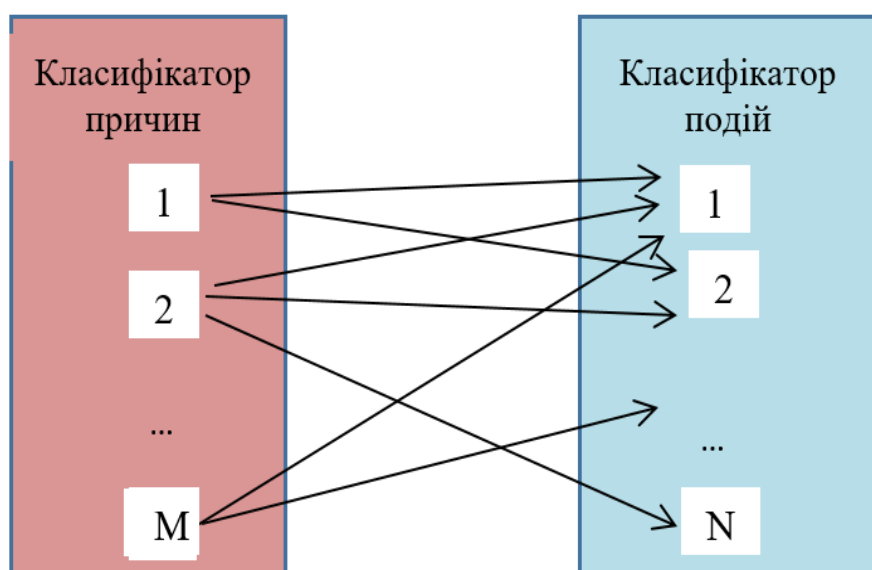 Класифікатор
причин
1
2
...
M
Класифікатор
подій
1
2
...
N